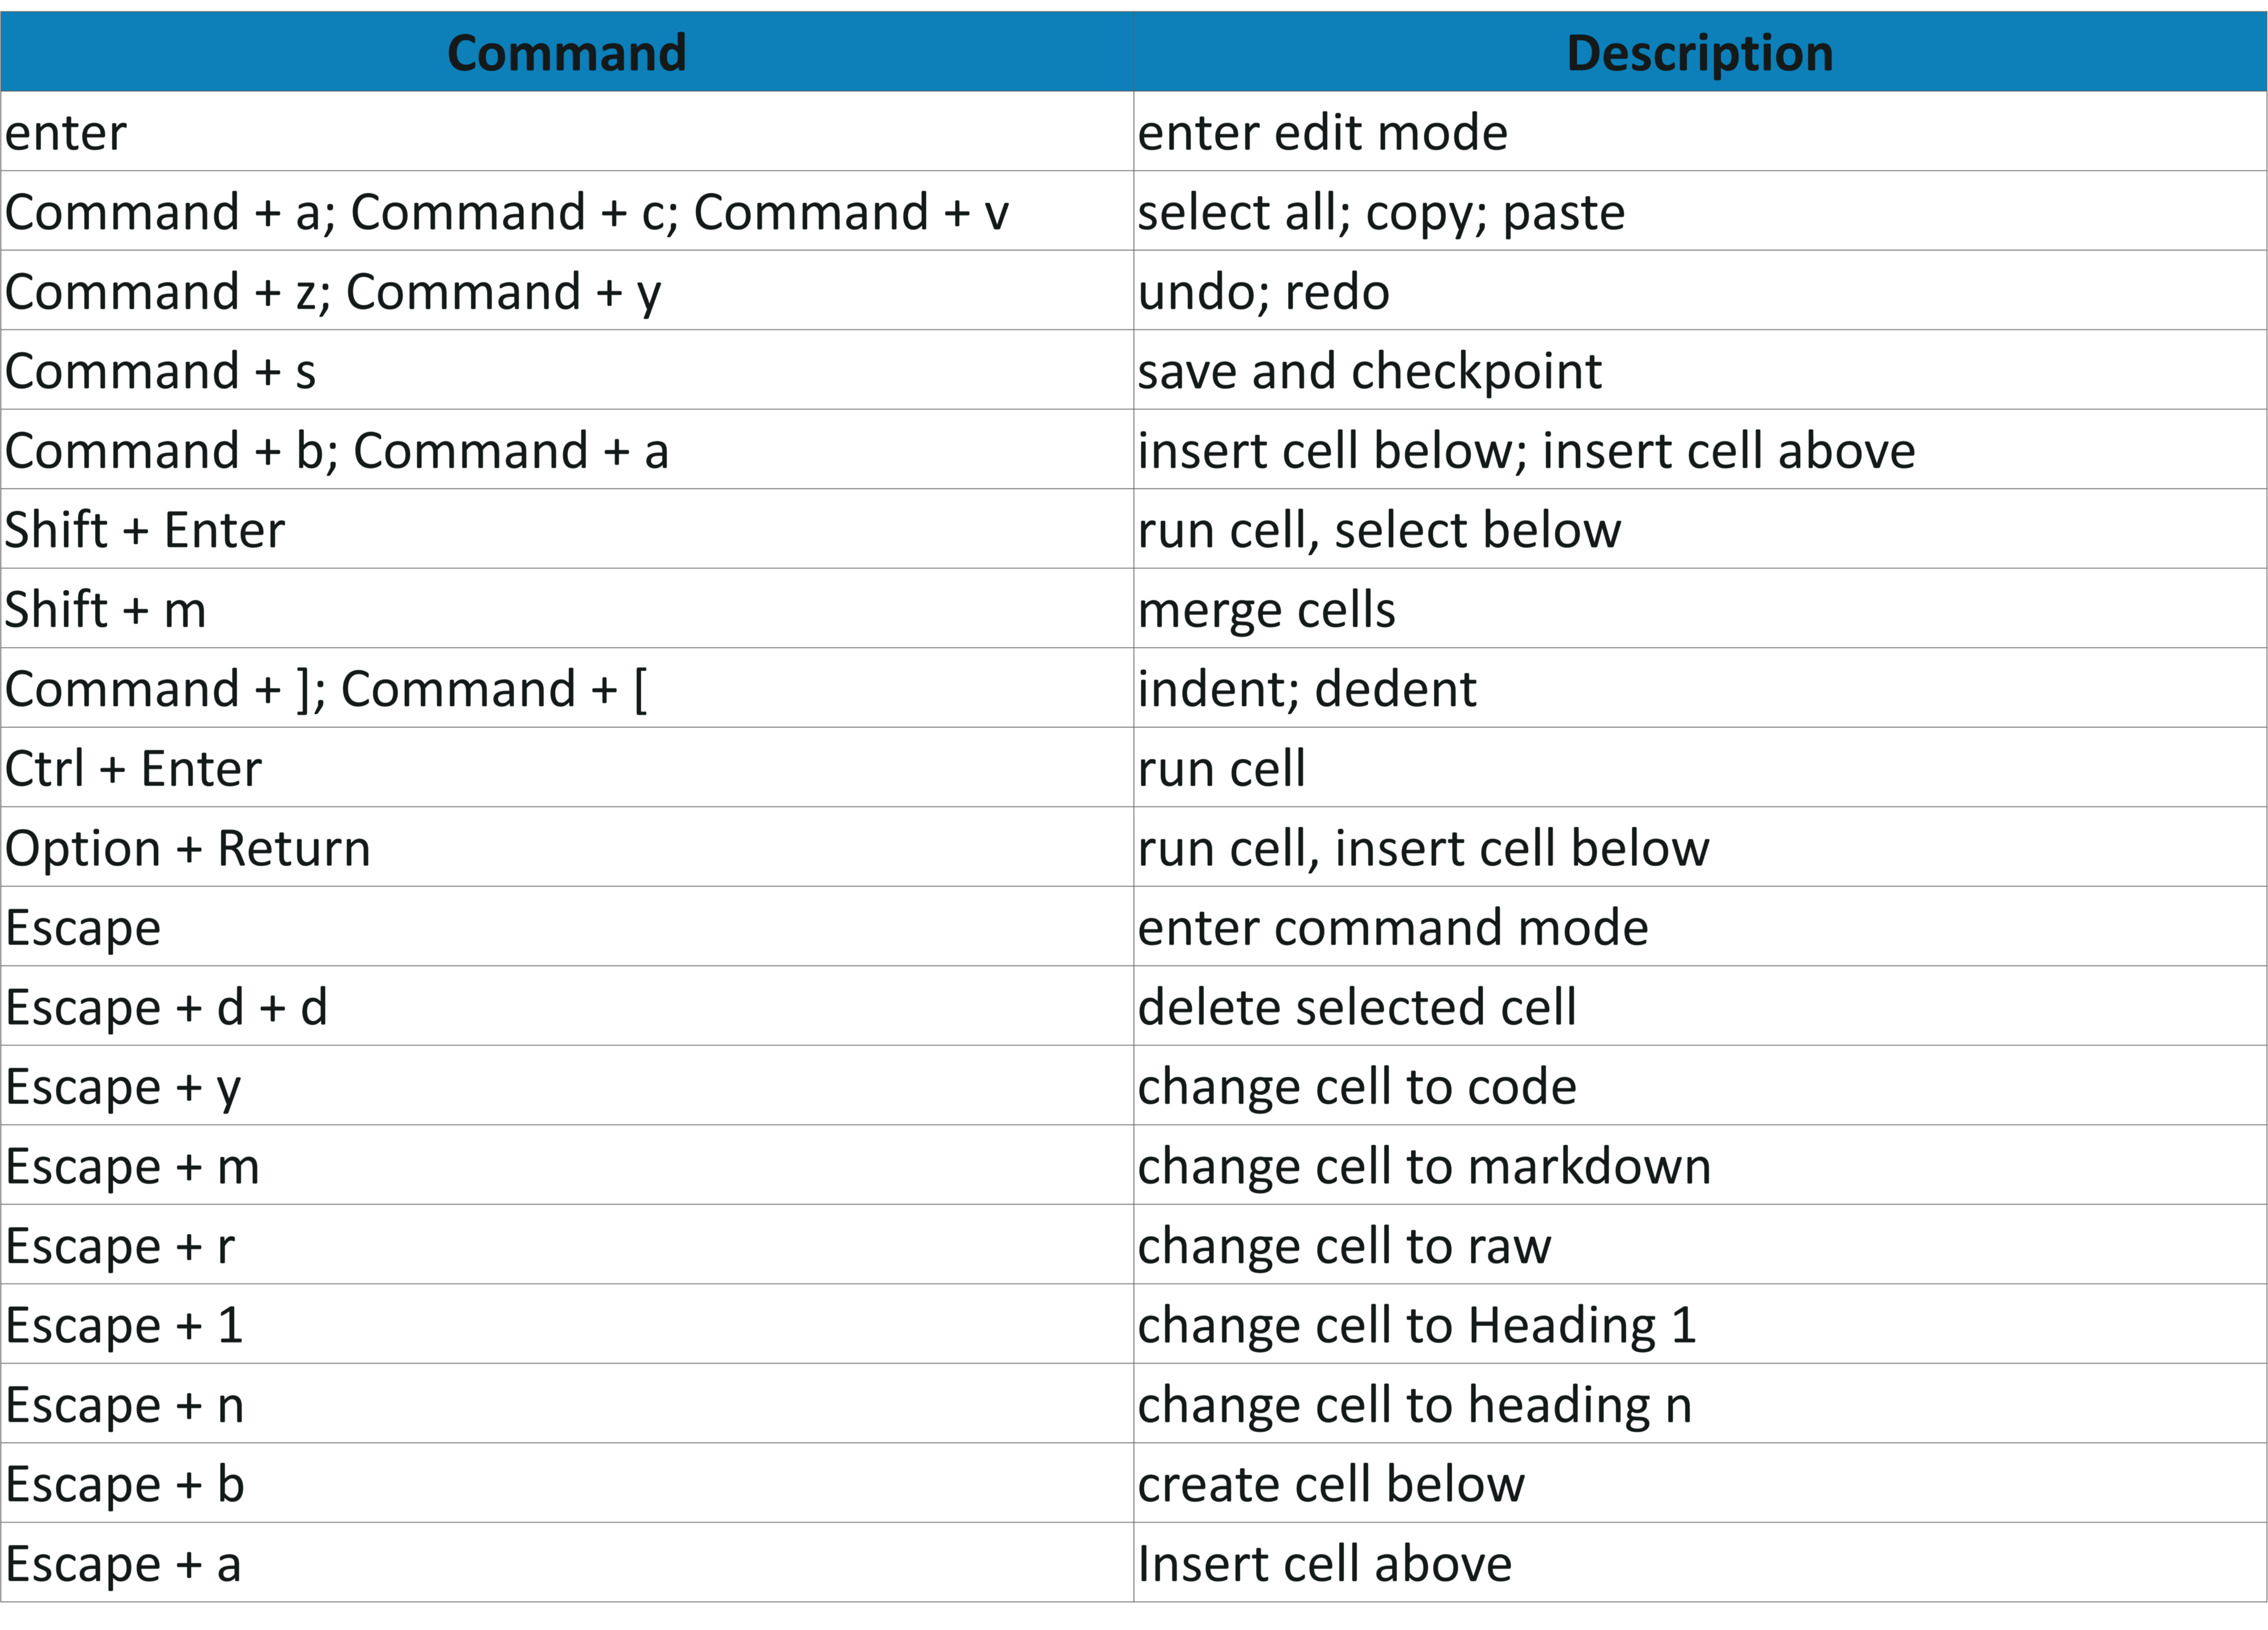 Command Description
enter enter edit mode
Command + a; Command + c; Command + v select all; copy; paste
Command + z; Command + y undo; redo
Command + s save and checkpoint
Command + b; Command + a insert cell below; insert cell above
Shift + Enter run cell, select below
Shift + m merge cells
Command + ]; Command + [ indent; dedent
Ctrl + Enter run cell
Option + Return run cell, insert cell below
Escape enter command mode
Escape + d + d delete selected cell
Escape + y change cell to code
Escape + m change cell to markdown
Escape + r change cell to raw
Escape + 1 change cell to Heading 1
Escape + n change cell to heading n
Escape + b create cell below
Escape + a Insert cell above